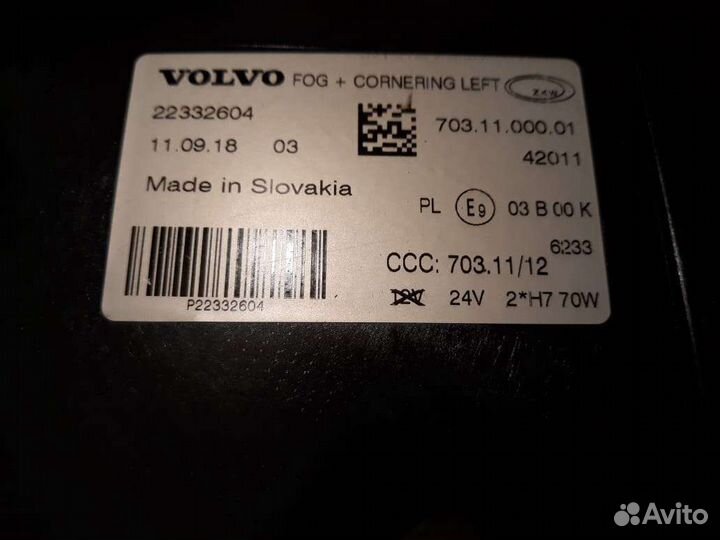 VOLVO FOG + CORNERING LEFT ZKW
22332604
703.11.000.01
11.09.18 03
42011
Made in Slovakia
PL E9 03 B 00 K
6233
CCC: 703.11/12
12V 24V 2*H7 70W
P22332604
Avito